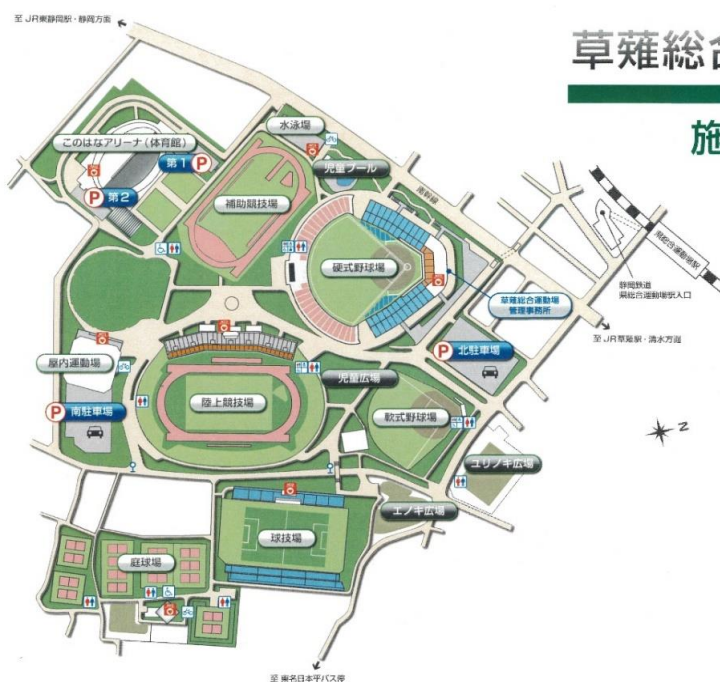 至 JR東静岡駅・静岡方面
草薙総合
施
水泳場
このはなアリーナ（体育館）
第1 P
児童プール
P 第2
補助競技場
南幹線
県総合運動場駅
硬式野球場
静岡鉄道
県総合運動場駅入口
草薙総合運動場
管理事務所
至 JR草薙駅・清水方面
P 北駐車場
屋内運動場
児童広場
P 南駐車場
陸上競技場
軟式野球場
N
ユリノキ広場
エノキ広場
球技場
庭球場
至 東名日本平バス停